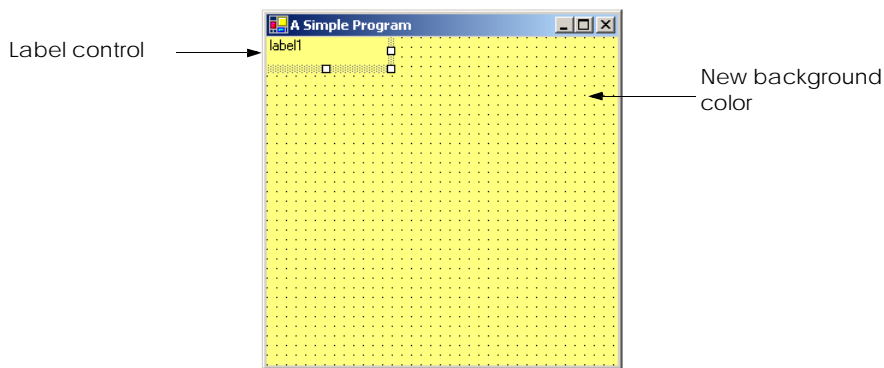 A Simple Program
label1
Label control
New background
color